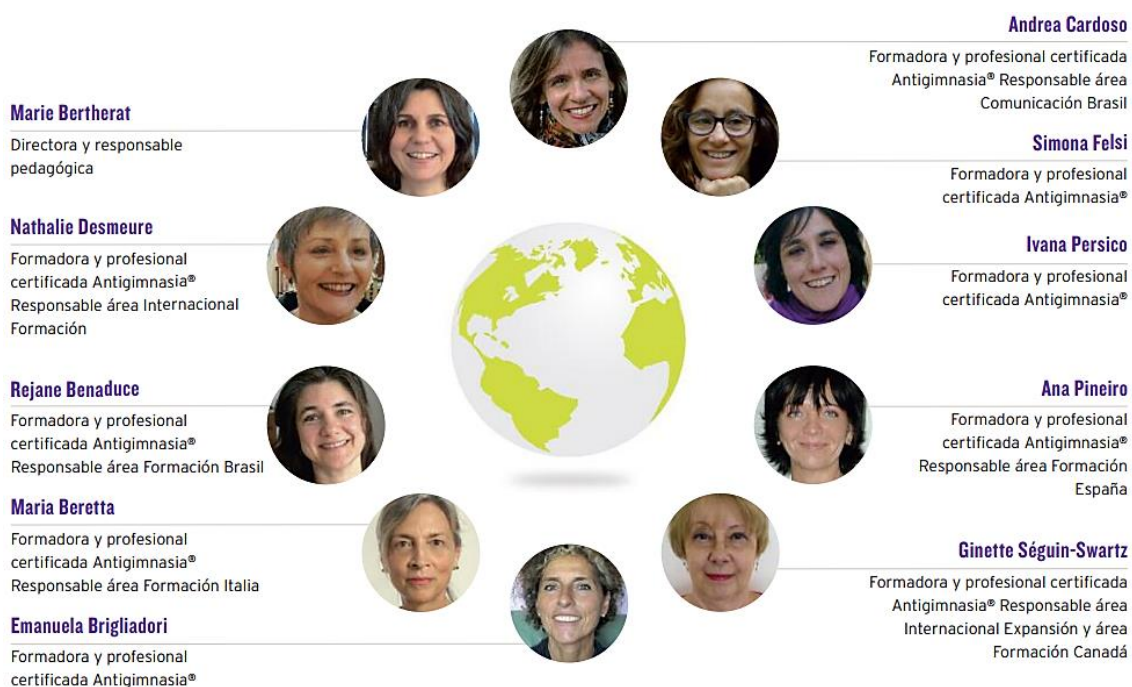 Marie Bertherat
Directora y responsable
pedagógica
Nathalie Desmeure
Formadora y profesional
certificada Antigimnasia®
Responsable área Internacional
Formación
Rejane Benaduce
Formadora y profesional
certificada Antigimnasia®
Responsable área Formación Brasil
Maria Beretta
Formadora y profesional
certificada Antigimnasia®
Responsable área Formación Italia
Emanuela Brigliadori
Formadora y profesional
certificada Antigimnasia®
Andrea Cardoso
Formadora y profesional certificada
Antigimnasia® Responsable área
Comunicación Brasil
Simona Felsi
Formadora y profesional
certificada Antigimnasia®
Ivana Persico
Formadora y profesional
certificada Antigimnasia®
Ana Pineiro
Formadora y profesional
certificada Antigimnasia®
Responsable área Formación
España
Ginette Séguin-Swartz
Formadora y profesional certificada
Antigimnasia® Responsable área
Internacional Expansión y área
Formación Canadá